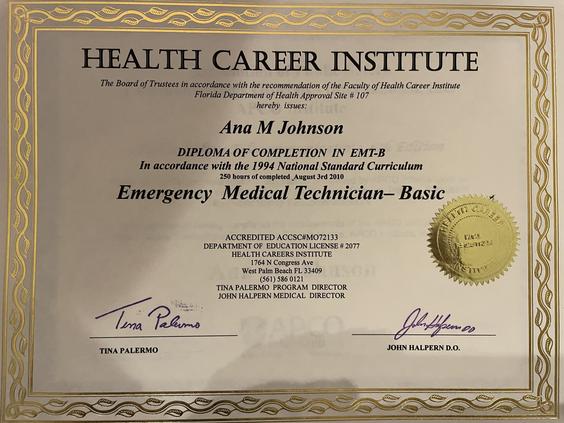 HEALTH CAREER INSTITUTE
The Board of Trustees in accordance with the recommendation of the Faculty of Health Career Institute
Florida Department of Health Approval Site # 107
hereby issues:
Ana M Johnson
DIPLOMA OF COMPLETION IN EMT-B
In accordance with the 1994 National Standard Curriculum
250 hours of completed August 3rd 2010
Emergency Medical Technician– Basic
ACCREDITED ACCSC#MO72133
DEPARTMENT OF EDUCATION LICENSE # 2077
HEALTH CAREERS INSTITUTE
1764 N Congress Ave
West Palm Beach FL 33409
(561) 586 0121
TINA PALERMO PROGRAM DIRECTOR
JOHN HALPERN MEDICAL DIRECTOR
Tina Palermo
TINA PALERMO
JOHN HALPERN D.O.
HEALTH CAREER